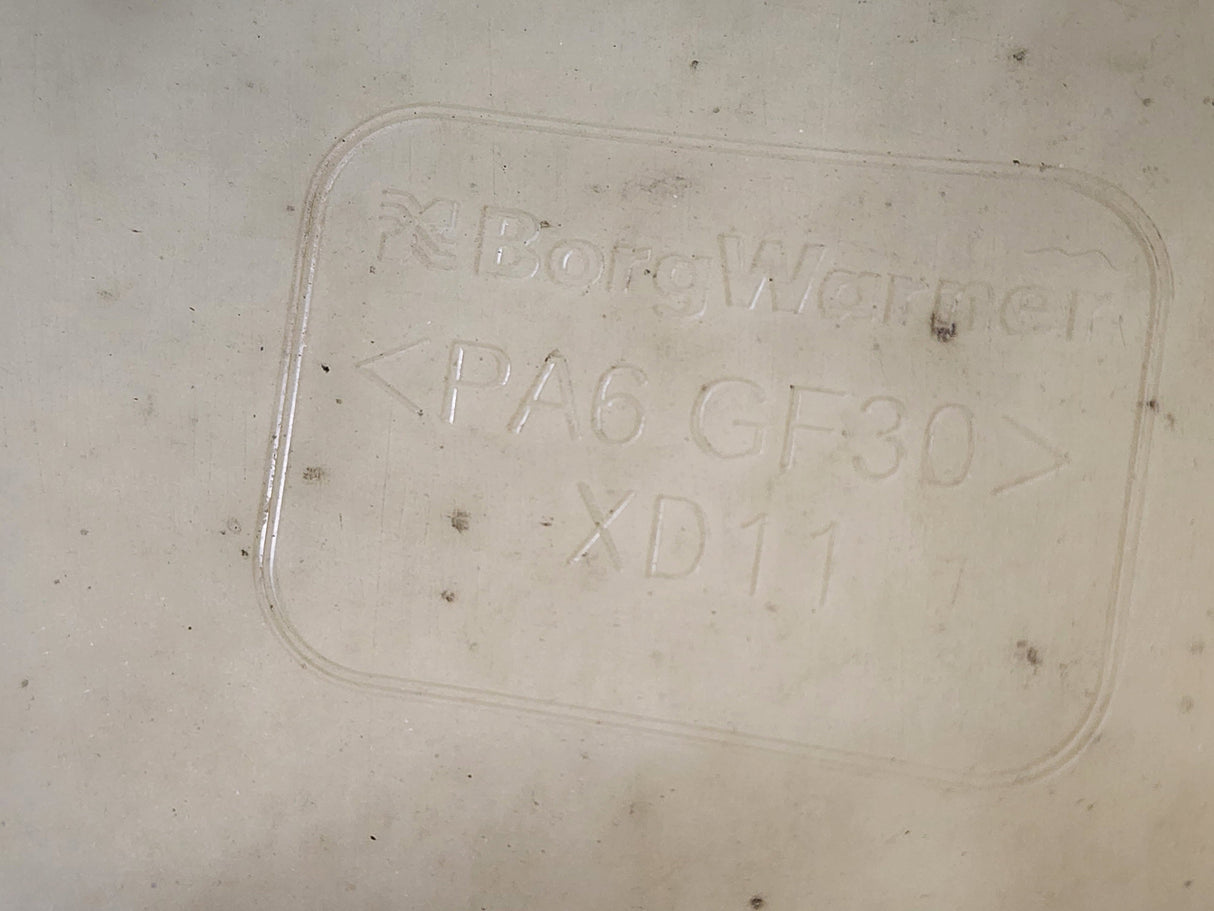 BorgWarner
<PA6 GF30>
XD11